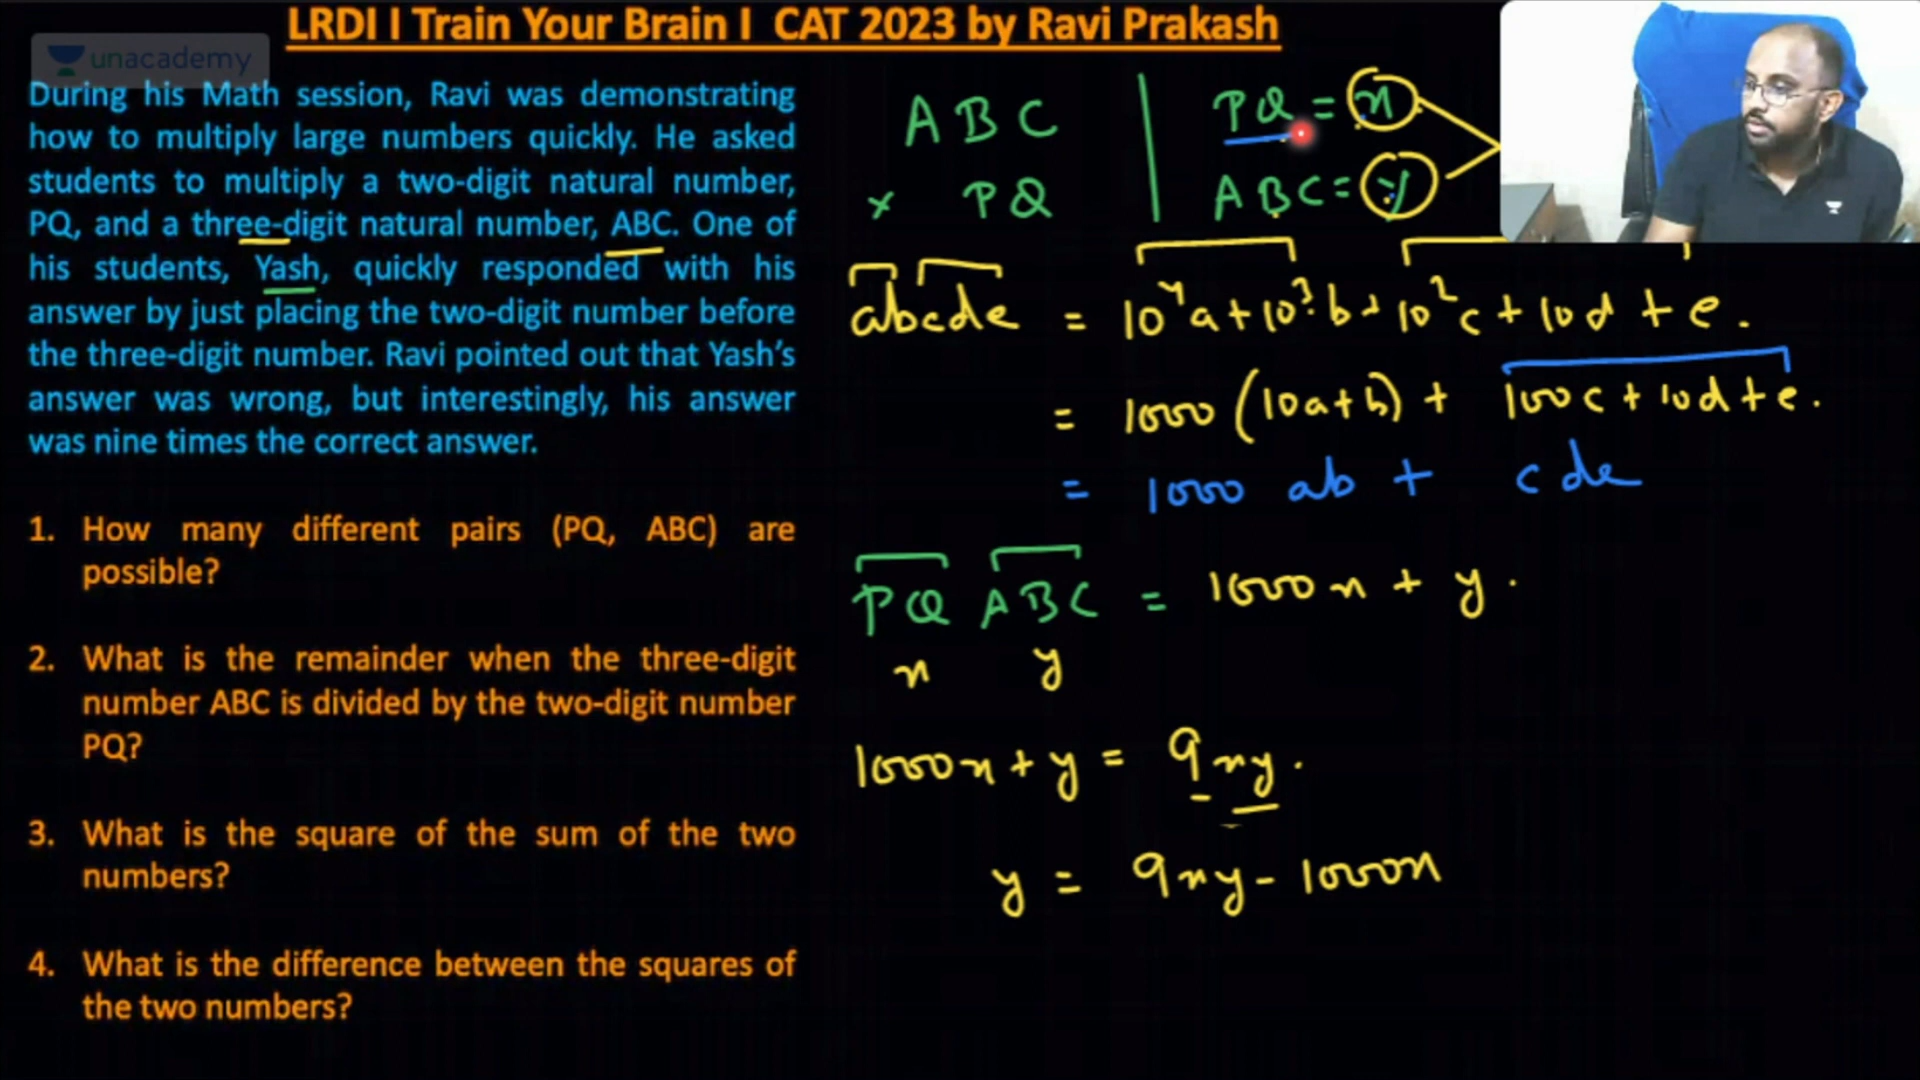 LRDI I Train Your Brain I CAT 2023 by Ravi Prakash
unacademy
During his Math session, Ravi was demonstrating
how to multiply large numbers quickly. He asked
students to multiply a two-digit natural number,
PQ, and a three-digit natural number, ABC. One of
his students, Yash, quickly responded with his
answer by just placing the two-digit number before
the three-digit number. Ravi pointed out that Yash's
answer was wrong, but interestingly, his answer
was nine times the correct answer.
1. How many different pairs (PQ, ABC) are
possible?
2. What is the remainder when the three-digit
number ABC is divided by the two-digit number
PQ?
3. What is the square of the sum of the two
numbers?
4. What is the difference between the squares of
the two numbers?
A B C
× PQ
PQ = x
ABC = y
abcde = 10⁴a + 10³b + 10²c + 10d + e.
= 1000 (10a+b) + 100c + 10d + e.
= 1000 ab + cde
PQ ABC = 1000x + y.
x y
1000x + y = 9xy.
y = 9xy - 1000x